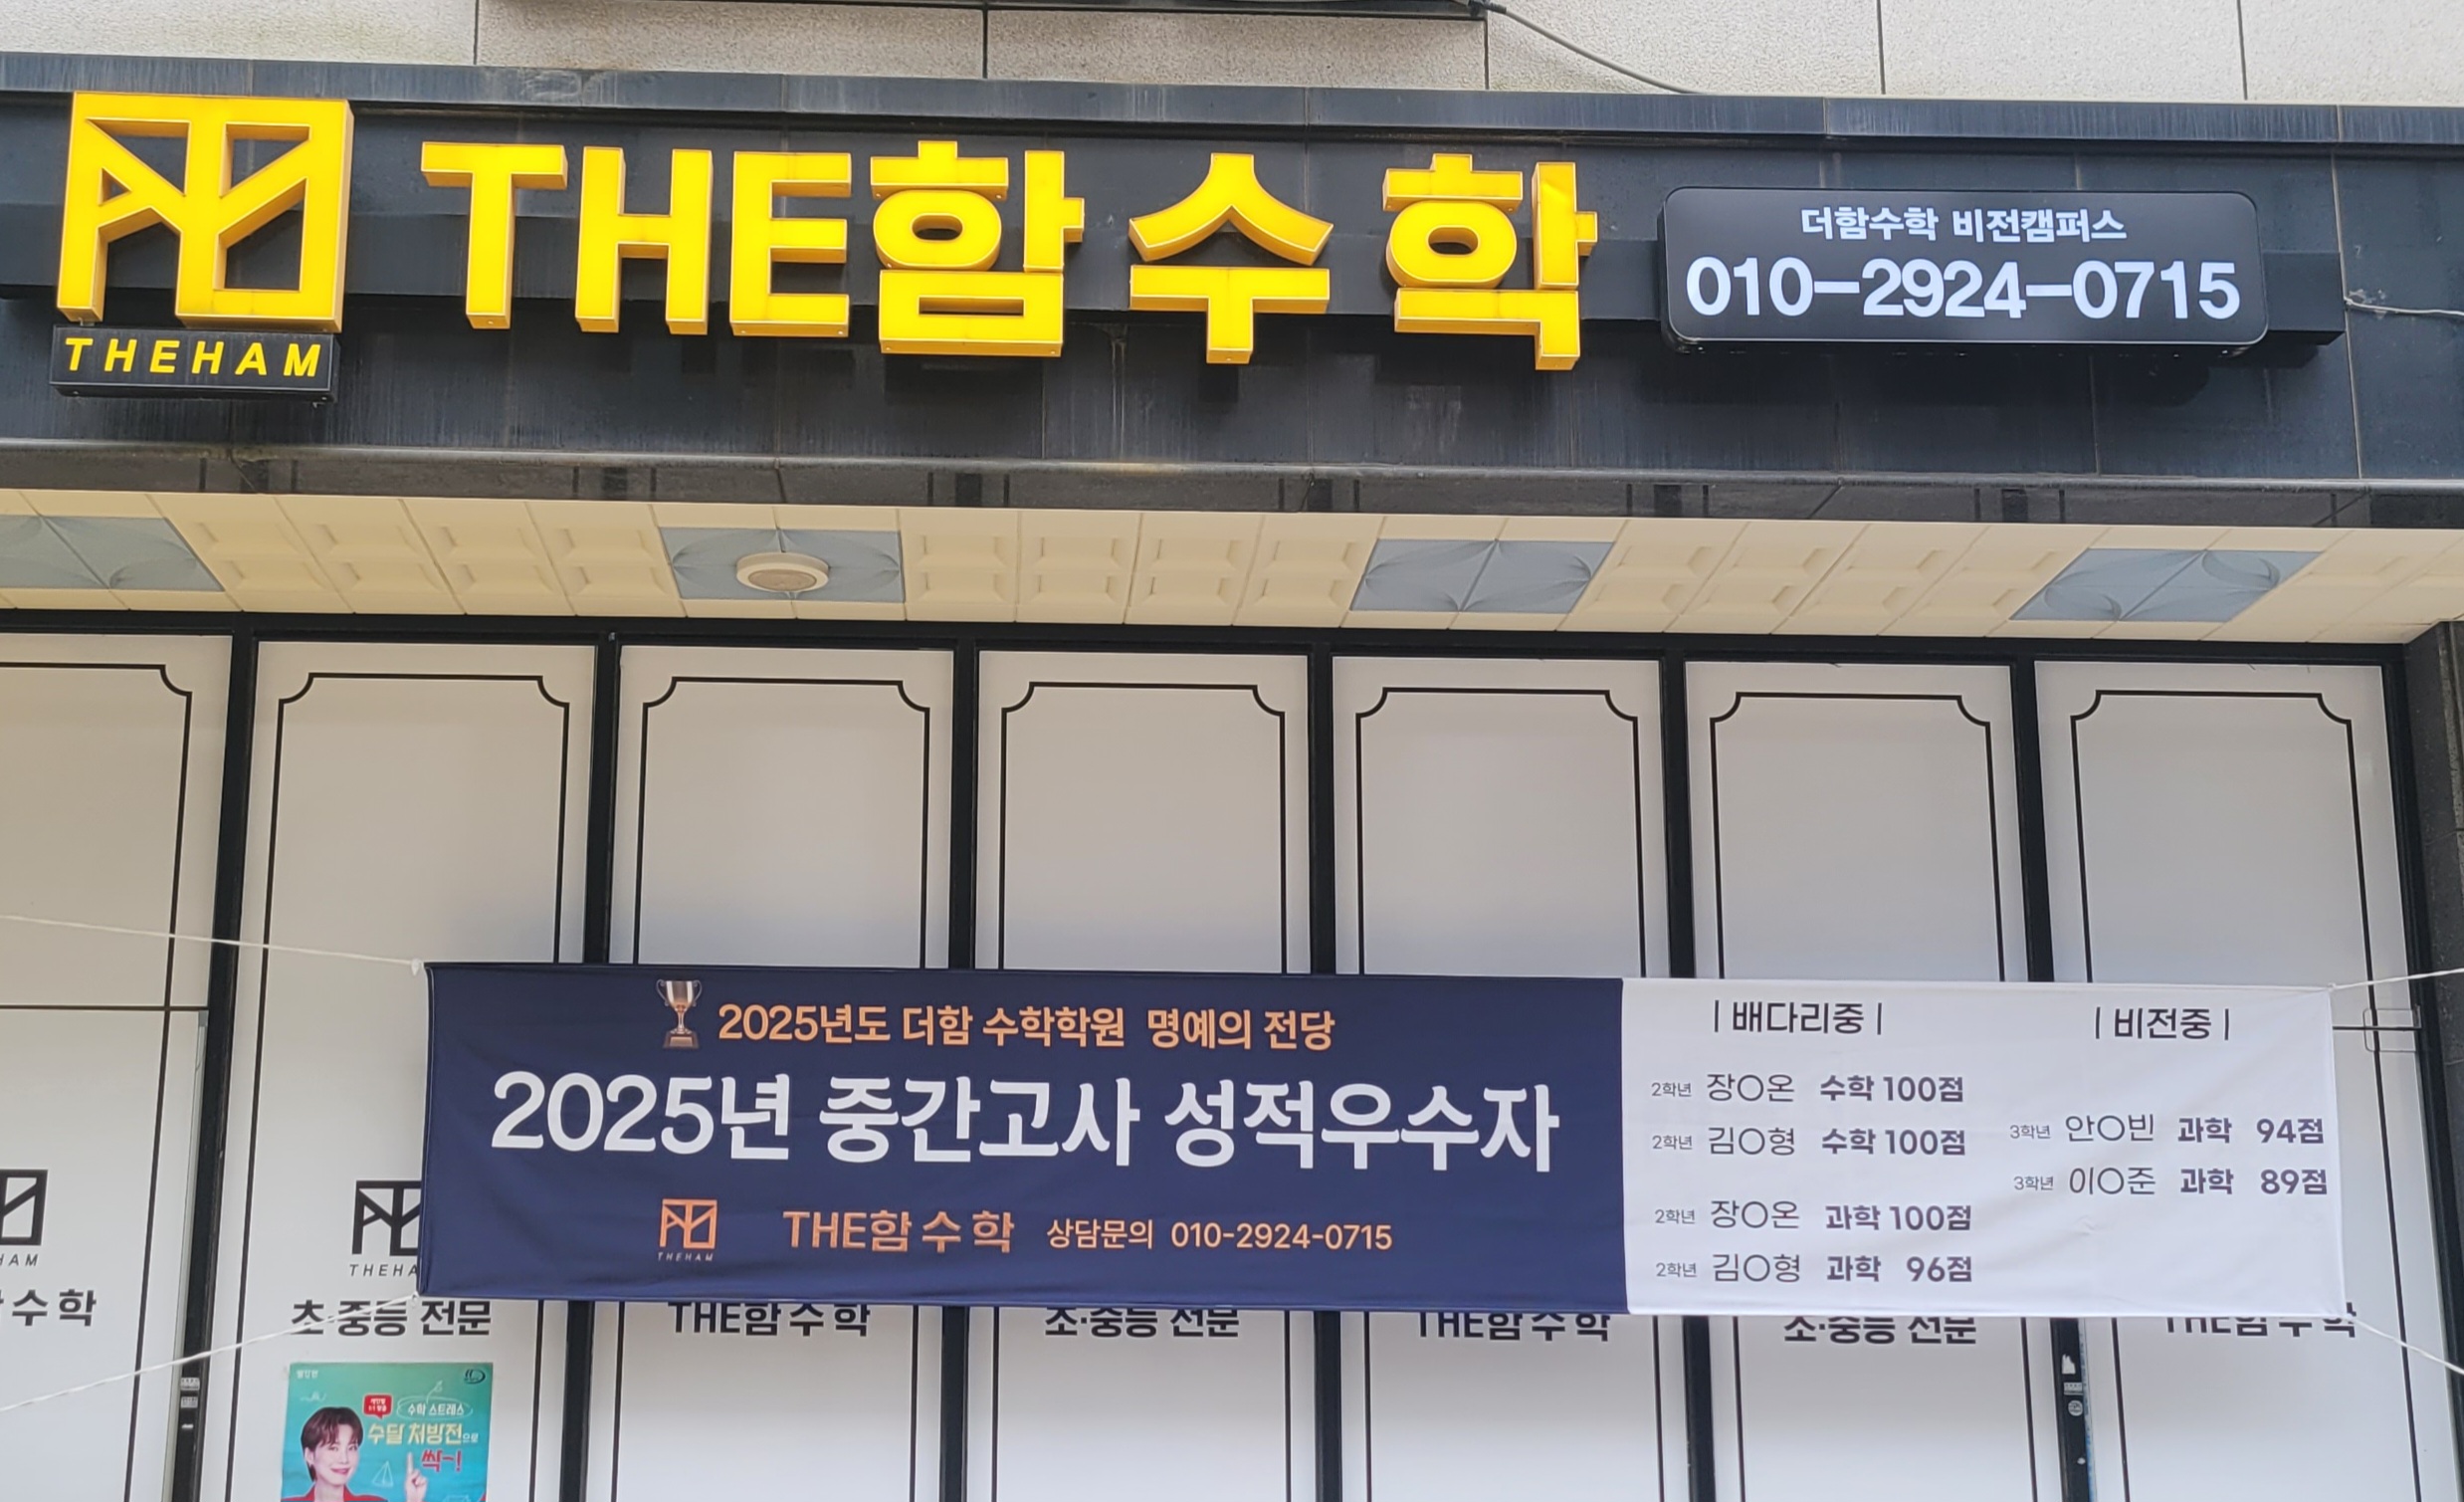 THEHAM
THE함수학
더함수학 비전캠퍼스
010-2924-0715
2025년도 더함 수학학원 명예의 전당
2025년 중간고사 성적우수자
THEHAM
THE함수학 상담문의 010-2924-0715
| 배다리중 |
2학년 장○온 수학 100점
2학년 김○형 수학 100점
2학년 장○온 과학 100점
2학년 김○형 과학 96점
| 비전중 |
3학년 안○빈 과학 94점
3학년 이○준 과학 89점
HAM
수학
THEHA
초·중등 전문
THE함수학
초·중등 전문
THE함수학
초·중등 전문
THE함수학
수학 스트레스
수달 처방전으로
싹~!